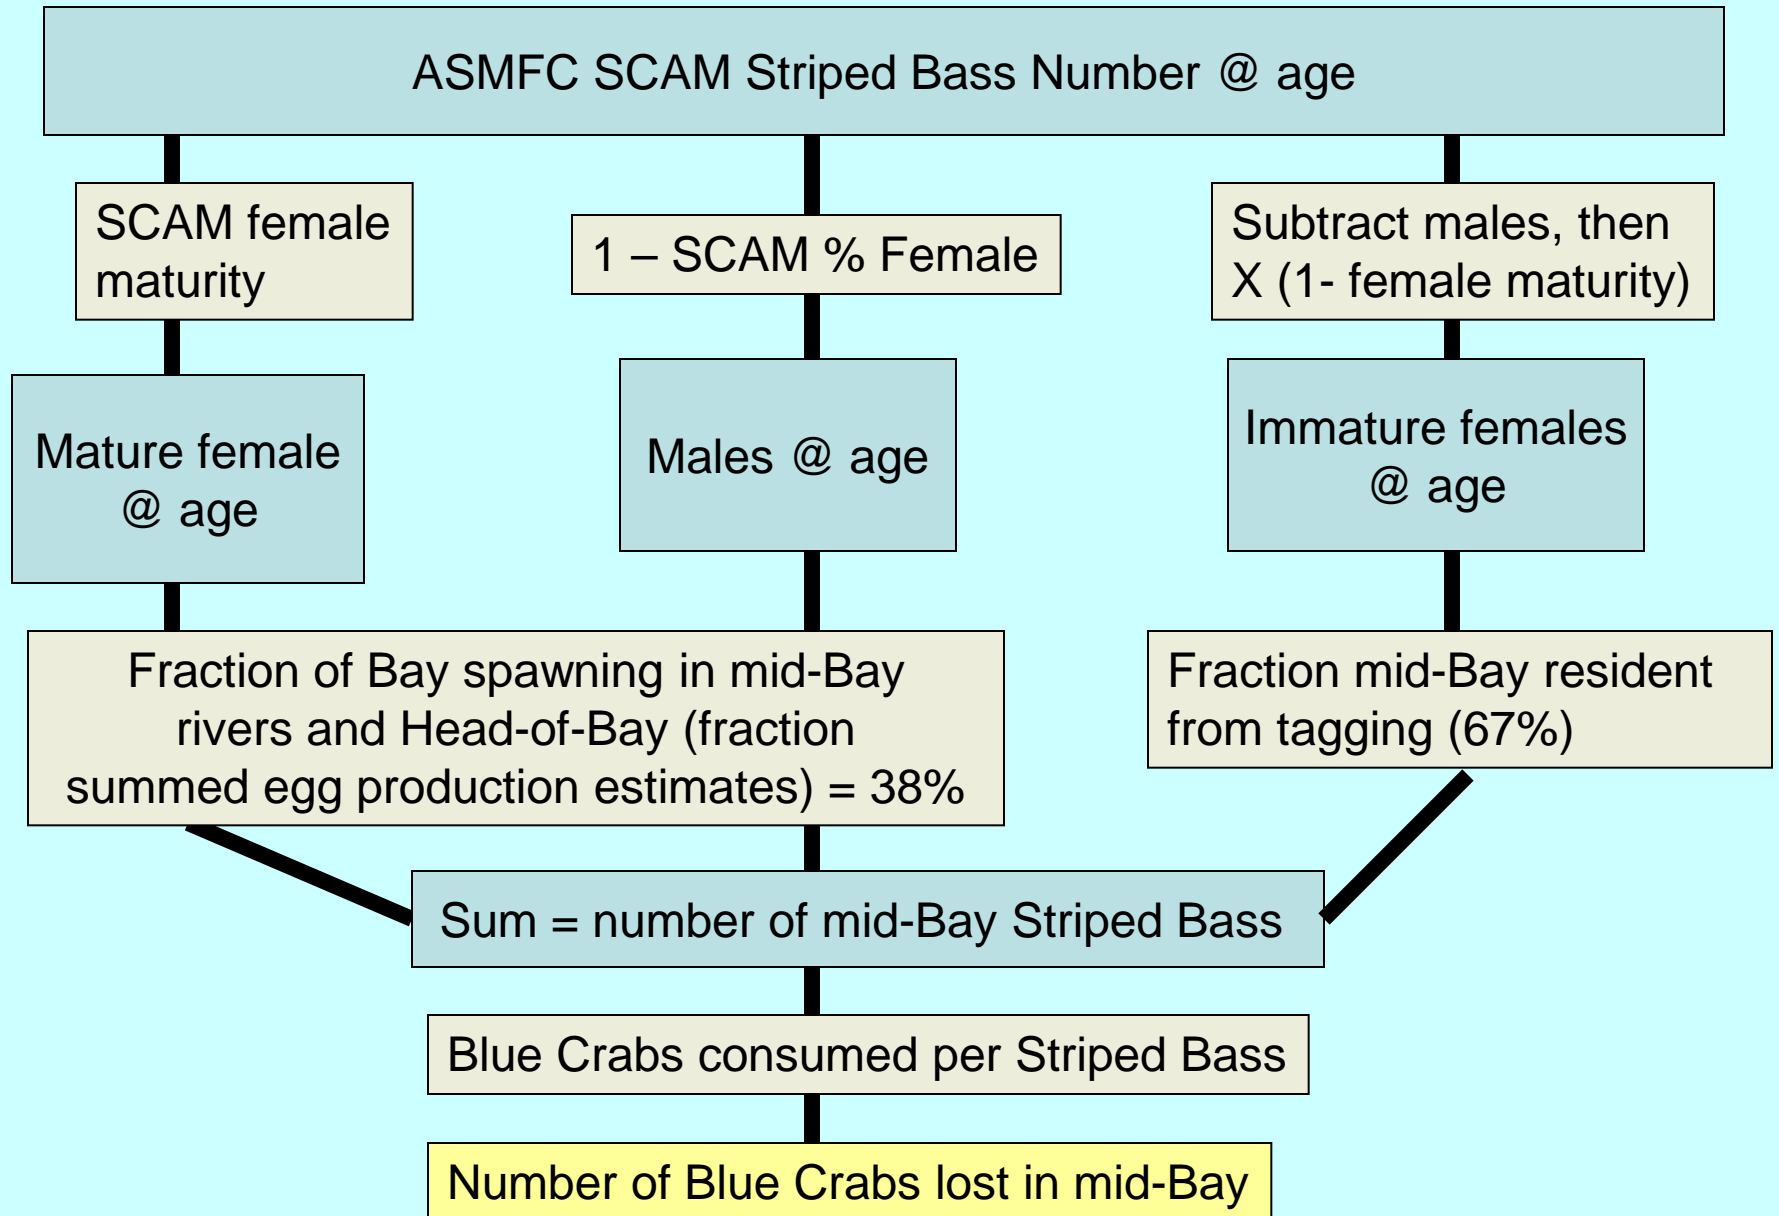 ASMFC SCAM Striped Bass Number @ age
SCAM female
maturity
1 – SCAM % Female
Subtract males, then
X (1- female maturity)
Mature female
@ age
Males @ age
Immature females
@ age
Fraction of Bay spawning in mid-Bay
rivers and Head-of-Bay (fraction
summed egg production estimates) = 38%
Fraction mid-Bay resident
from tagging (67%)
Sum = number of mid-Bay Striped Bass
Blue Crabs consumed per Striped Bass
Number of Blue Crabs lost in mid-Bay